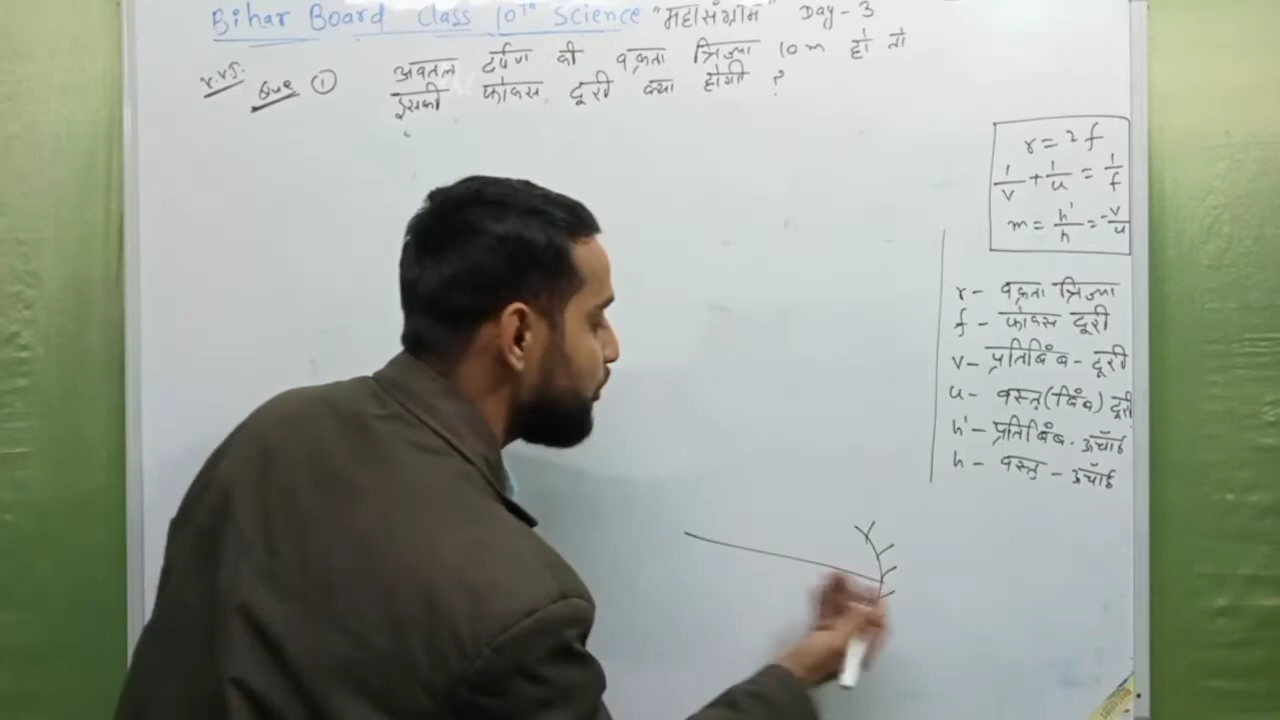 Bihar Board Class 10th Science "महासंग्राम" Day - 3
V.V.I. Que ① अवतल दर्पण की वक्रता त्रिज्या 10 m हो तो
इसकी फोकस दूरी क्या होगी ?
r = 2 f
1/v + 1/u = 1/f
m = h'/h = -v/u
r - वक्रता त्रिज्या
f - फोकस दूरी
v - प्रतिबिंब - दूरी
u - वस्तु (बिंब) दूरी
h' - प्रतिबिंब - ऊँचाई
h - वस्तु - ऊँचाई